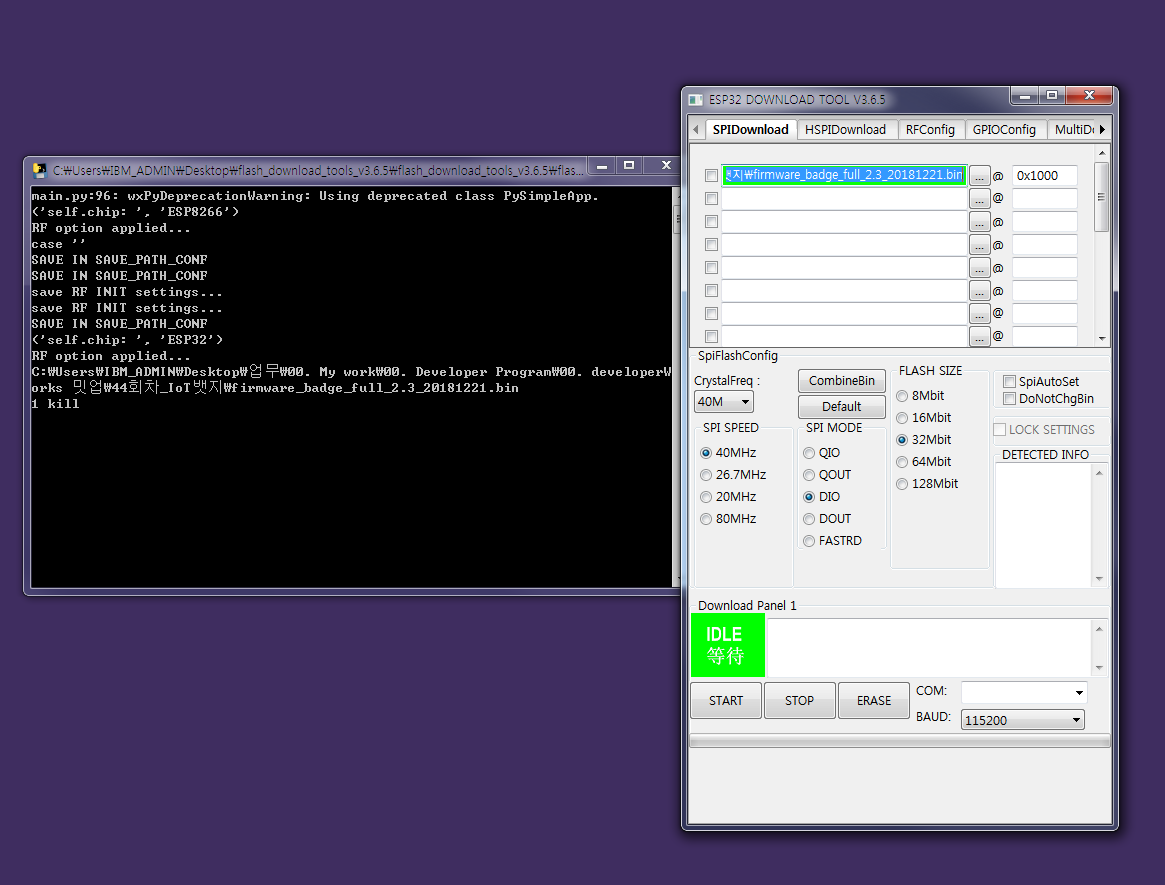 C:₩Users₩IBM_ADMIN₩Desktop₩flash_download_tools_v3.6.5₩flash_download_tools_v3.6.5₩flas...
main.py:96: wxPyDeprecationWarning: Using deprecated class PySimpleApp.
('self.chip: ', 'ESP8266')
RF option applied...
case ''
SAVE IN SAVE_PATH_CONF
SAVE IN SAVE_PATH_CONF
save RF INIT settings...
save RF INIT settings...
SAVE IN SAVE_PATH_CONF
('self.chip: ', 'ESP32')
RF option applied...
C:₩Users₩IBM_ADMIN₩Desktop₩업무₩00. My work₩00. Developer Program₩00. developerW
orks 밋업₩44회차_IoT뱃지₩firmware_badge_full_2.3_20181221.bin
1 kill
ESP32 DOWNLOAD TOOL V3.6.5
SPIDownload HSPIDownload RFConfig GPIOConfig MultiDo
뱃지₩firmware_badge_full_2.3_20181221.bin ... @ 0x1000
... @
... @
... @
... @
... @
... @
... @
SpiFlashConfig
CrystalFreq :
40M
CombineBin
Default
SPI SPEED
40MHz
26.7MHz
20MHz
80MHz
SPI MODE
QIO
QOUT
DIO
DOUT
FASTRD
FLASH SIZE
8Mbit
16Mbit
32Mbit
64Mbit
128Mbit
SpiAutoSet
DoNotChgBin
LOCK SETTINGS
DETECTED INFO
Download Panel 1
IDLE
等待
START STOP ERASE
COM:
BAUD: 115200